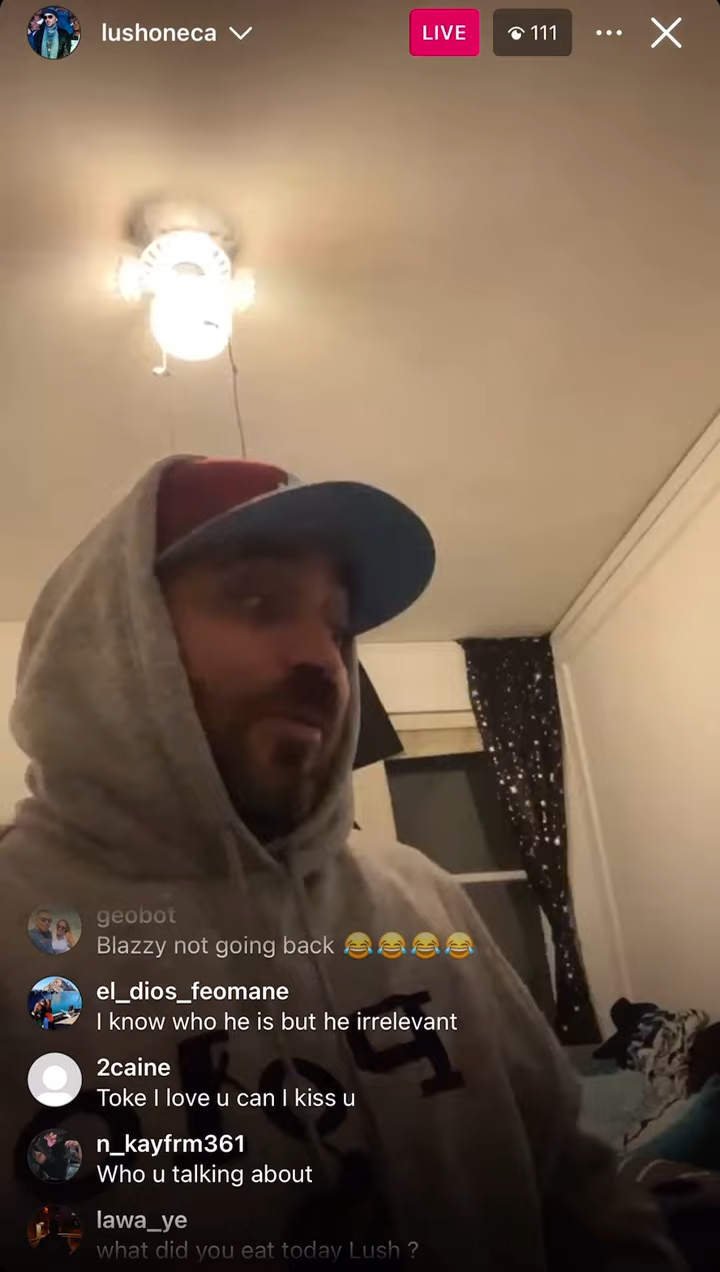 lushoneca
LIVE
111
geobot
Blazzy not going back 😂😂😂😂
el_dios_feomane
I know who he is but he irrelevant
2caine
Toke I love u can I kiss u
n_kayfrm361
Who u talking about
lawa_ye
what did you eat today Lush ?